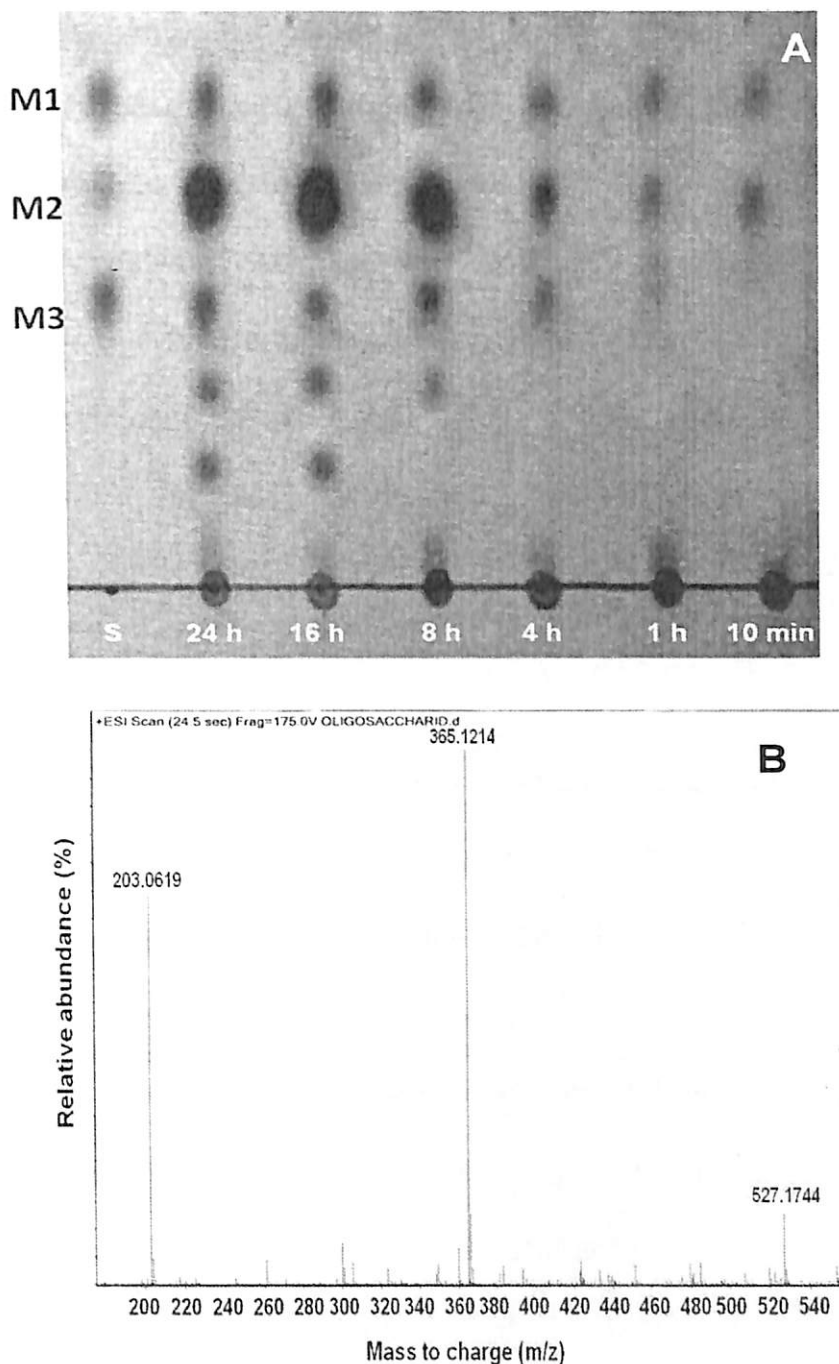 A
M1
M2
M3
S 24 h 16 h 8 h 4 h 1 h 10 min
+ESI Scan (24.5 sec) Frag=175.0V OLIGOSACCHARID.d
365.1214
B
203.0619
527.1744
Relative abundance (%)
200 220 240 260 280 300 320 340 360 380 400 420 440 460 480 500 520 540
Mass to charge (m/z)